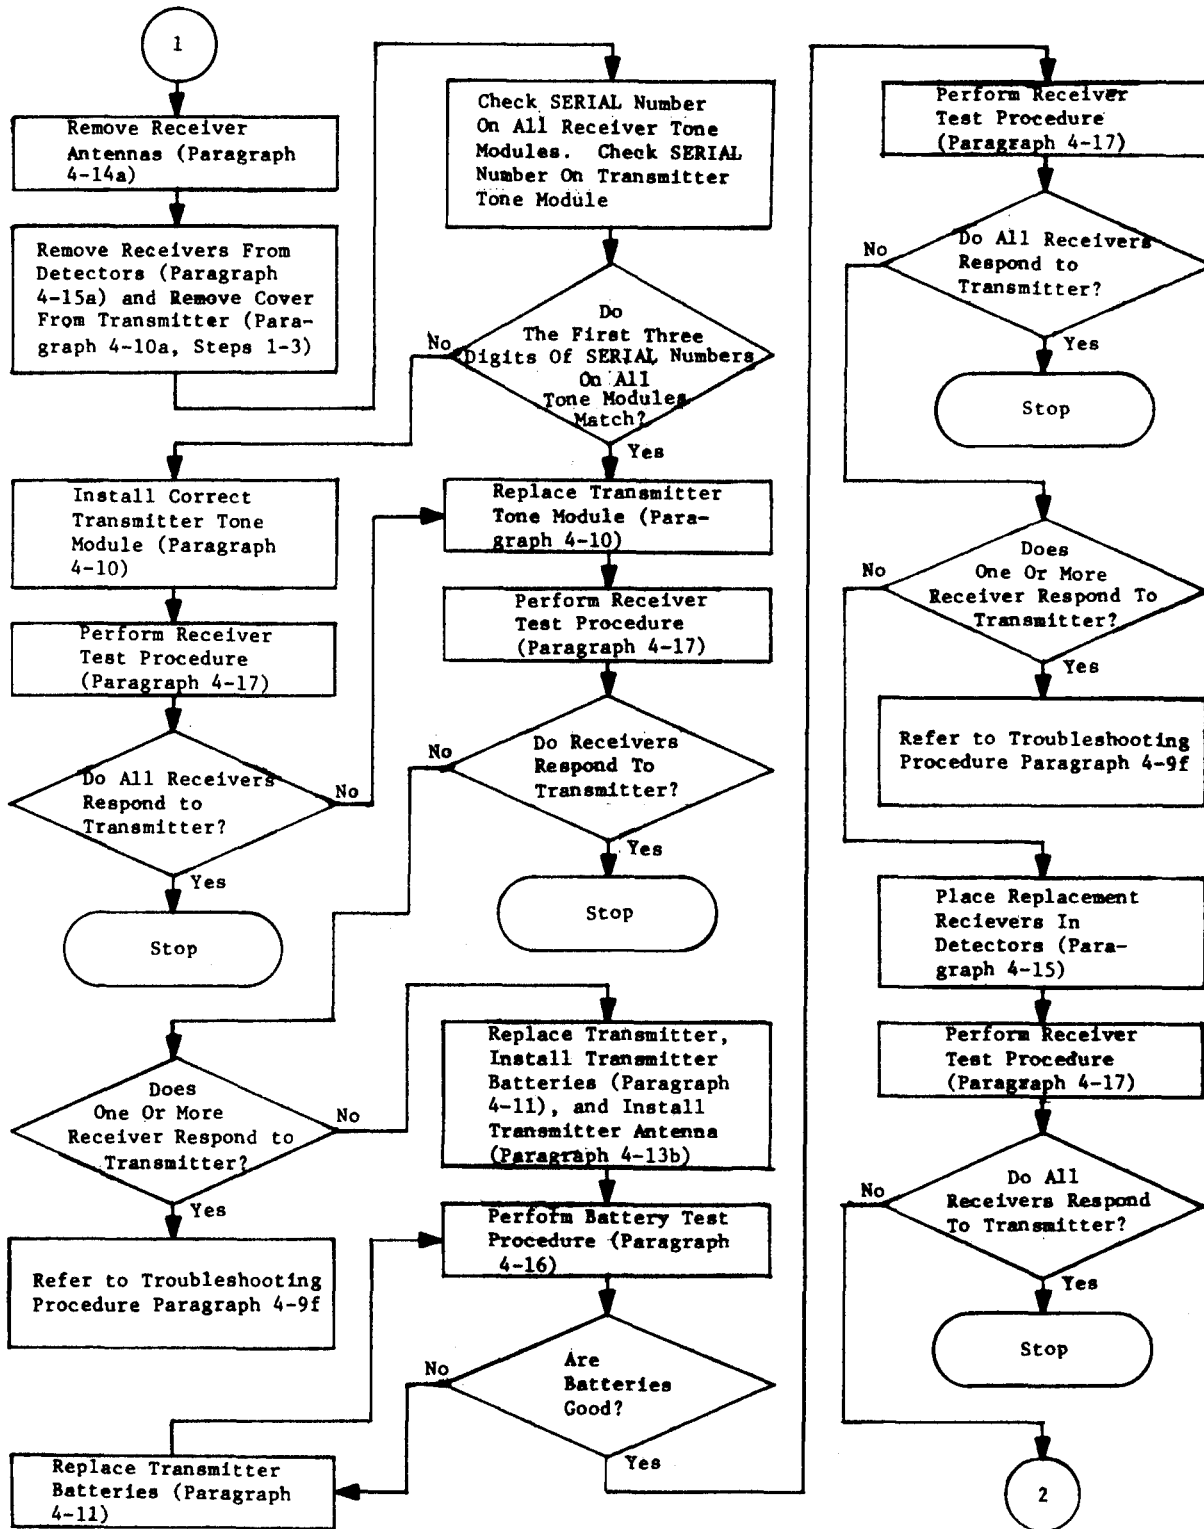 1
Remove Receiver
Antennas (Paragraph
4-14a)
Remove Receivers From
Detectors (Paragraph
4-15a) and Remove Cover
From Transmitter (Para-
graph 4-10a, Steps 1-3)
Check SERIAL Number
On All Receiver Tone
Modules. Check SERIAL
Number On Transmitter
Tone Module
Do
The First Three
Digits Of SERIAL Numbers
On All
Tone Modules
Match?
No
Yes
Install Correct
Transmitter Tone
Module (Paragraph
4-10)
Perform Receiver
Test Procedure
(Paragraph 4-17)
Do All Receivers
Respond to
Transmitter?
No
Yes
Stop
Replace Transmitter
Tone Module (Para-
graph 4-10)
Perform Receiver
Test Procedure
(Paragraph 4-17)
Do Receivers
Respond To
Transmitter?
No
Yes
Stop
Does
One Or More
Receiver Respond to
Transmitter?
No
Yes
Refer to Troubleshooting
Procedure Paragraph 4-9f
Replace Transmitter,
Install Transmitter
Batteries (Paragraph
4-11), and Install
Transmitter Antenna
(Paragraph 4-13b)
Perform Battery Test
Procedure (Paragraph
4-16)
Are
Batteries
Good?
No
Yes
Replace Transmitter
Batteries (Paragraph
4-11)
Perform Receiver
Test Procedure
(Paragraph 4-17)
Do All Receivers
Respond to
Transmitter?
No
Yes
Stop
Does
One Or More
Receiver Respond To
Transmitter?
No
Yes
Refer to Troubleshooting
Procedure Paragraph 4-9f
Place Replacement
Recievers In
Detectors (Para-
graph 4-15)
Perform Receiver
Test Procedure
(Paragraph 4-17)
Do All
Receivers Respond
To Transmitter?
No
Yes
Stop
2